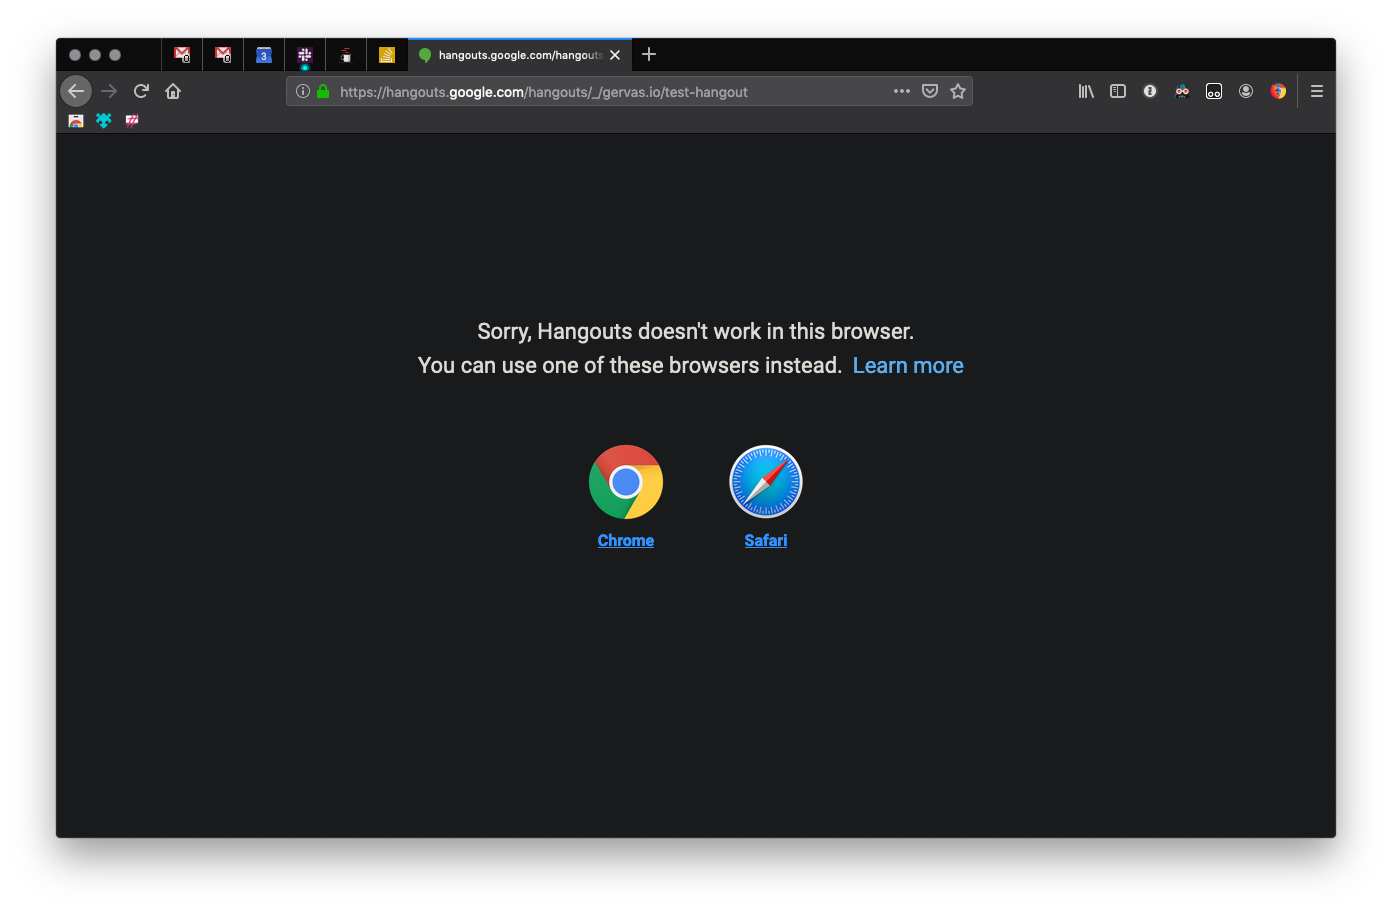 3
hangouts.google.com/hangouts
https://hangouts.google.com/hangouts/_/gervas.io/test-hangout
Sorry, Hangouts doesn't work in this browser.
You can use one of these browsers instead. Learn more
Chrome
Safari